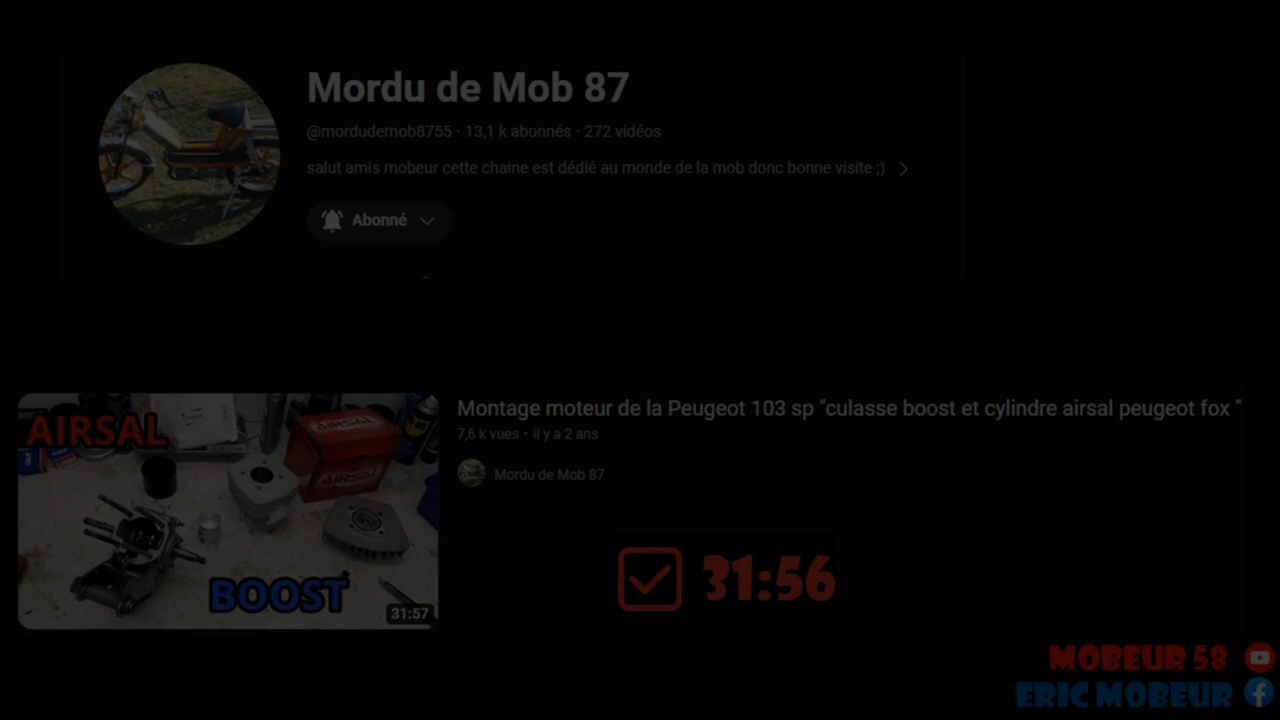 Mordu de Mob 87
@mordudemob8755 · 13,1 k abonnés · 272 vidéos
salut amis mobeur cette chaine est dédié au monde de la mob donc bonne visite ;)
Abonné
AIRSAL
AIRSAL
AIRSAL
BOOST
31:57
Montage moteur de la Peugeot 103 sp "culasse boost et cylindre airsal peugeot fox "
7,6 k vues • il y a 2 ans
Mordu de Mob 87
31:56
MOBEUR 58
ERIC MOBEUR